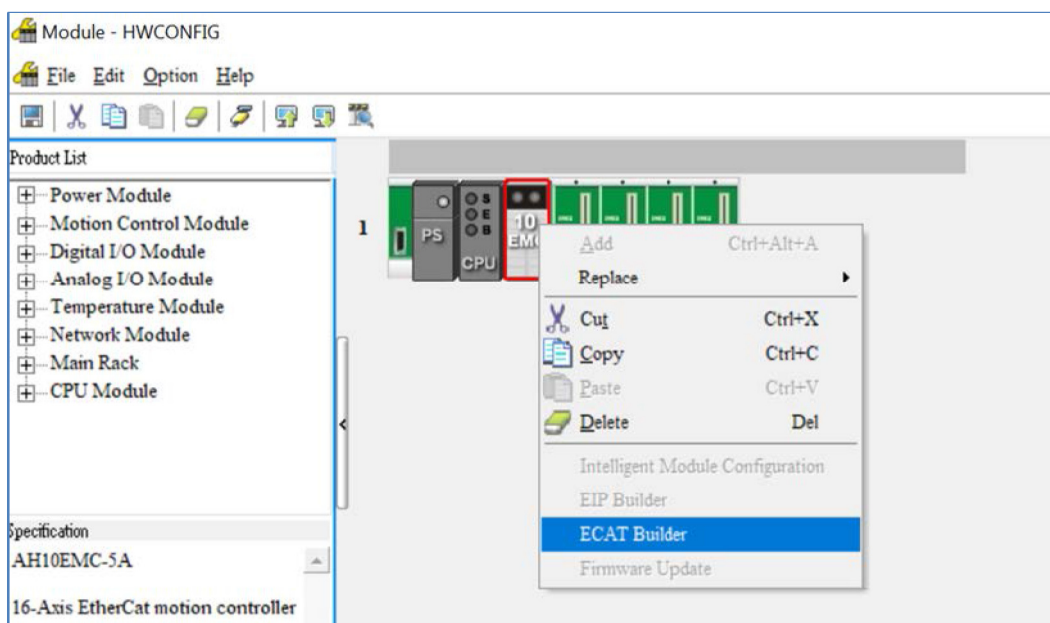 Module - HWCONFIG
File Edit Option Help
Product List
Power Module
Motion Control Module
Digital I/O Module
Analog I/O Module
Temperature Module
Network Module
Main Rack
CPU Module
Specification
AH10EMC-5A
16-Axis EtherCat motion controller
1
PS
S
E
B
CPU
10
EMC
Add Ctrl+Alt+A
Replace
Cut Ctrl+X
Copy Ctrl+C
Paste Ctrl+V
Delete Del
Intelligent Module Configuration
EIP Builder
ECAT Builder
Firmware Update